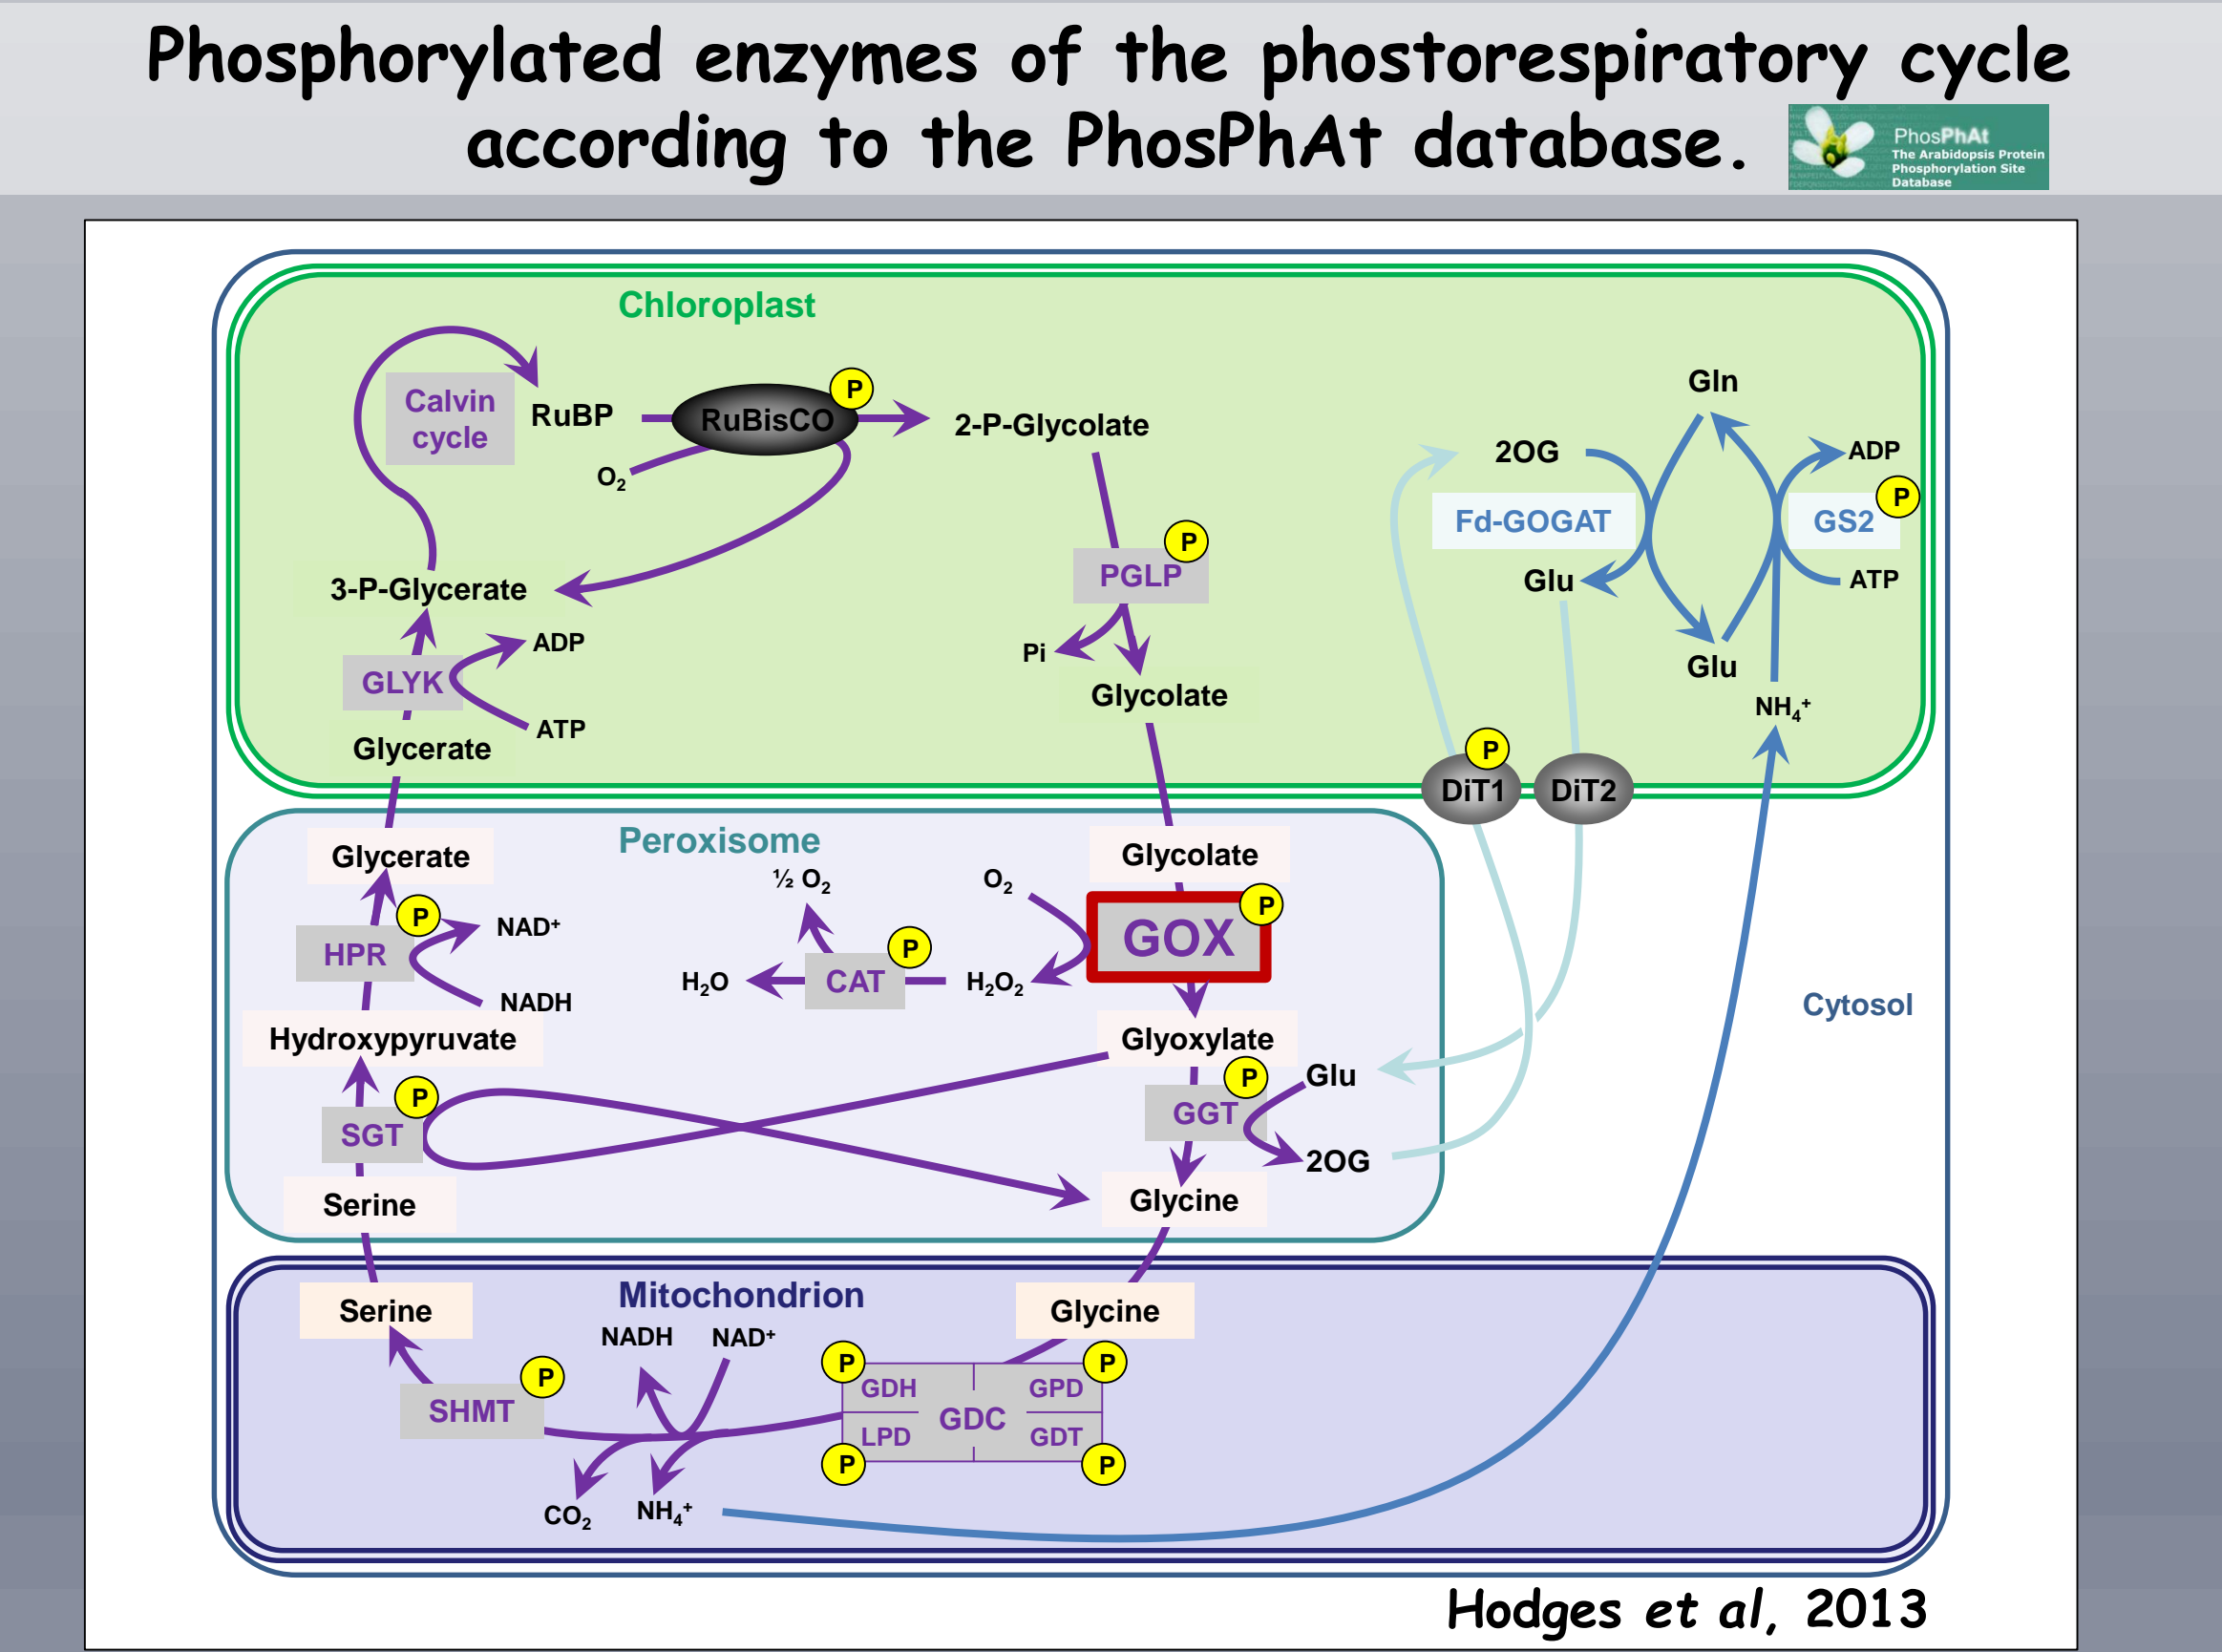 Phosphorylated enzymes of the phostorespiratory cycle
according to the PhosPhAt database.
PhosPhAt
The Arabidopsis Protein
Phosphorylation Site
Database
Chloroplast
Calvin
cycle
RuBP
RuBisCO
P
2-P-Glycolate
O2
3-P-Glycerate
ADP
GLYK
ATP
Glycerate
PGLP
P
Pi
Glycolate
Gln
2OG
ADP
Fd-GOGAT
GS2
P
Glu
ATP
Glu
NH4+
P
DiT1
DiT2
Peroxisome
Glycerate
P
NAD+
HPR
NADH
Hydroxypyruvate
P
SGT
Serine
½ O2
O2
H2O
CAT
P
H2O2
Glycolate
GOX
P
Glyoxylate
P
Glu
GGT
2OG
Glycine
Cytosol
Mitochondrion
Serine
NADH
NAD+
Glycine
P
SHMT
P
P
GDH
GPD
GDC
LPD
GDT
P
P
CO2
NH4+
Hodges et al, 2013